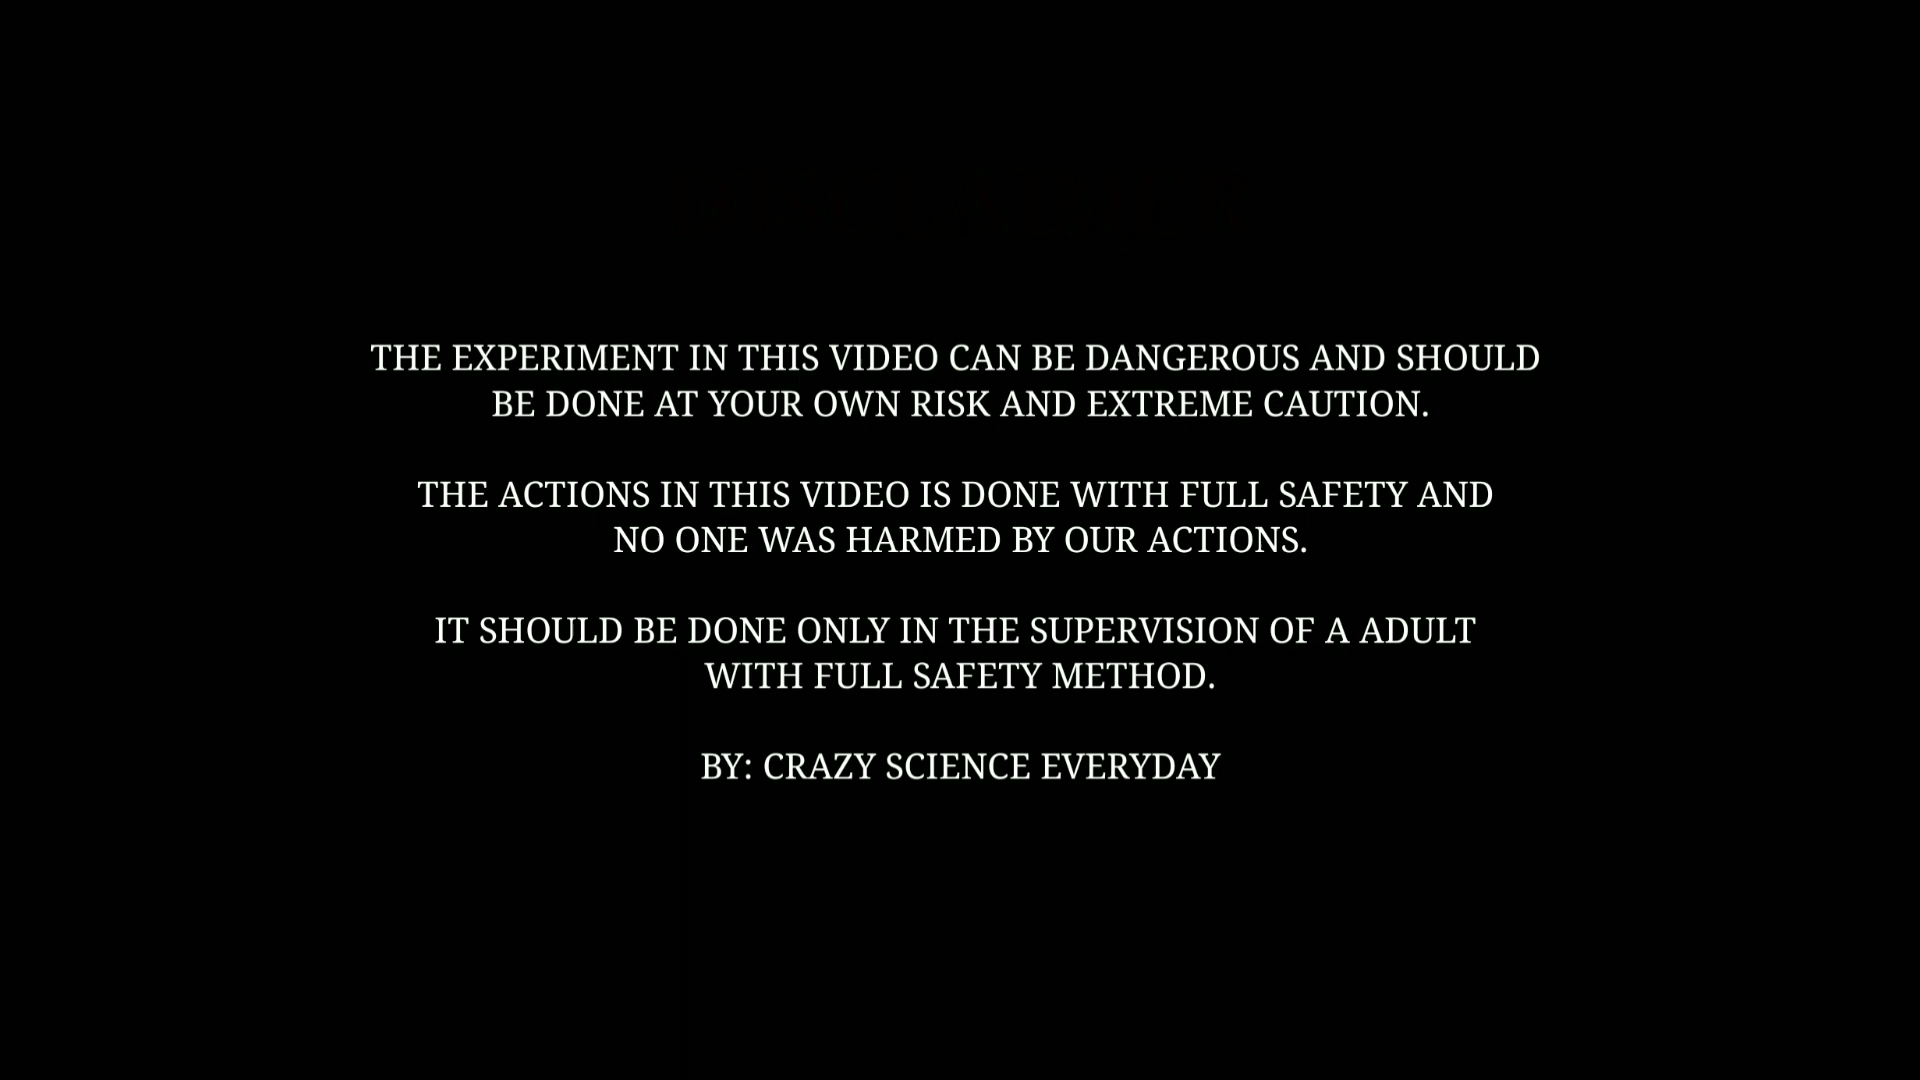 THE EXPERIMENT IN THIS VIDEO CAN BE DANGEROUS AND SHOULD
BE DONE AT YOUR OWN RISK AND EXTREME CAUTION.
THE ACTIONS IN THIS VIDEO IS DONE WITH FULL SAFETY AND
NO ONE WAS HARMED BY OUR ACTIONS.
IT SHOULD BE DONE ONLY IN THE SUPERVISION OF A ADULT
WITH FULL SAFETY METHOD.
BY: CRAZY SCIENCE EVERYDAY